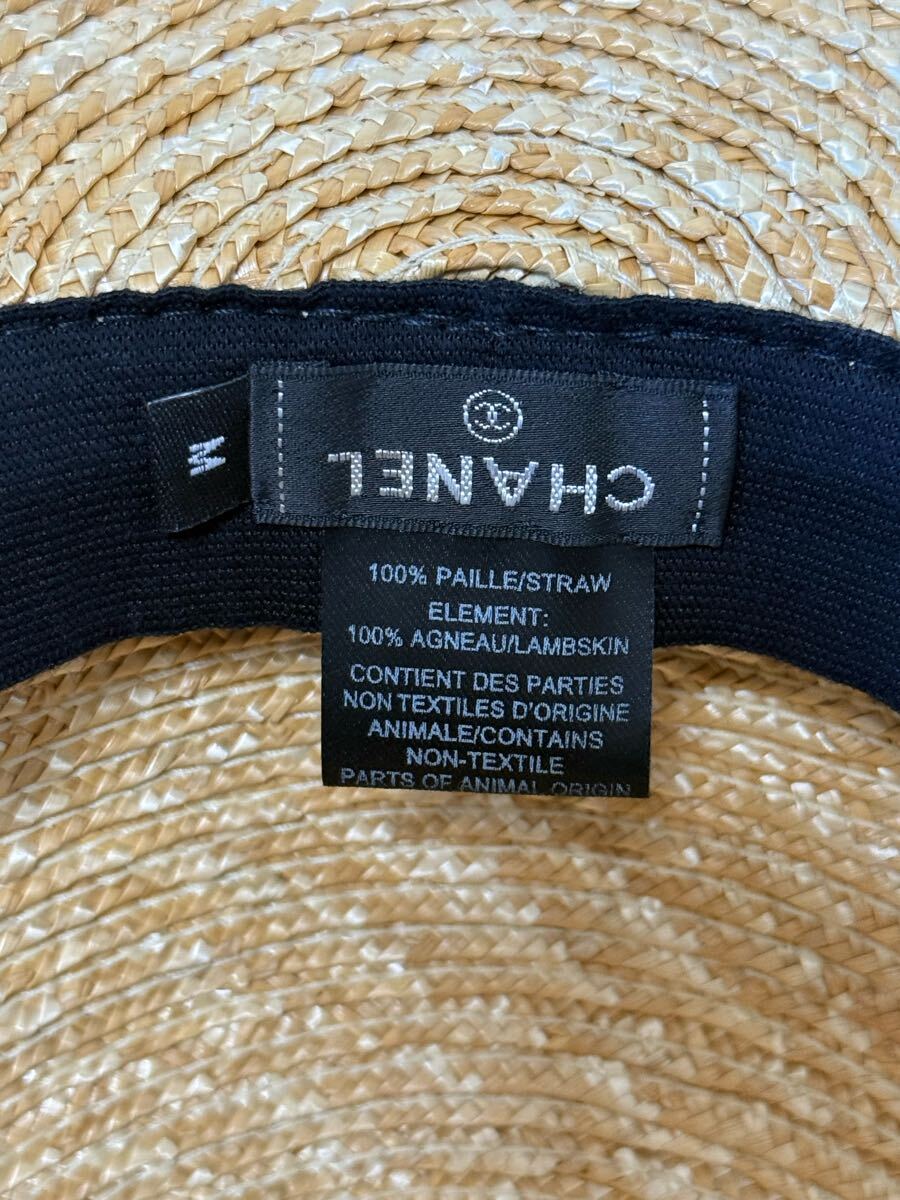 M
CHANEL
100% PAILLE/STRAW
ELEMENT:
100% AGNEAU/LAMBSKIN
CONTIENT DES PARTIES
NON TEXTILES D'ORIGINE
ANIMALE/CONTAINS
NON-TEXTILE
PARTS OF ANIMAL ORIGIN